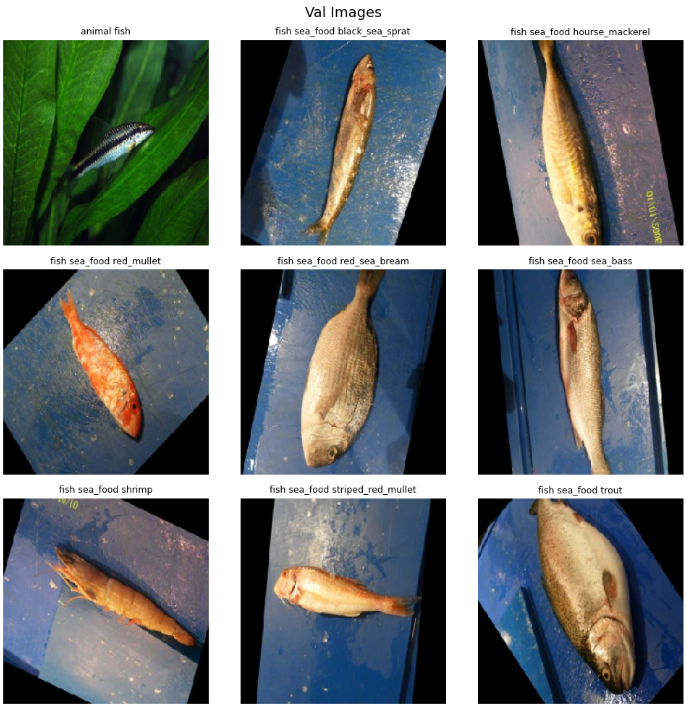 Val Images
animal fish
fish sea_food black_sea_sprat
fish sea_food hourse_mackerel
fish sea_food red_mullet
fish sea_food red_sea_bream
fish sea_food sea_bass
fish sea_food shrimp
fish sea_food striped_red_mullet
fish sea_food trout